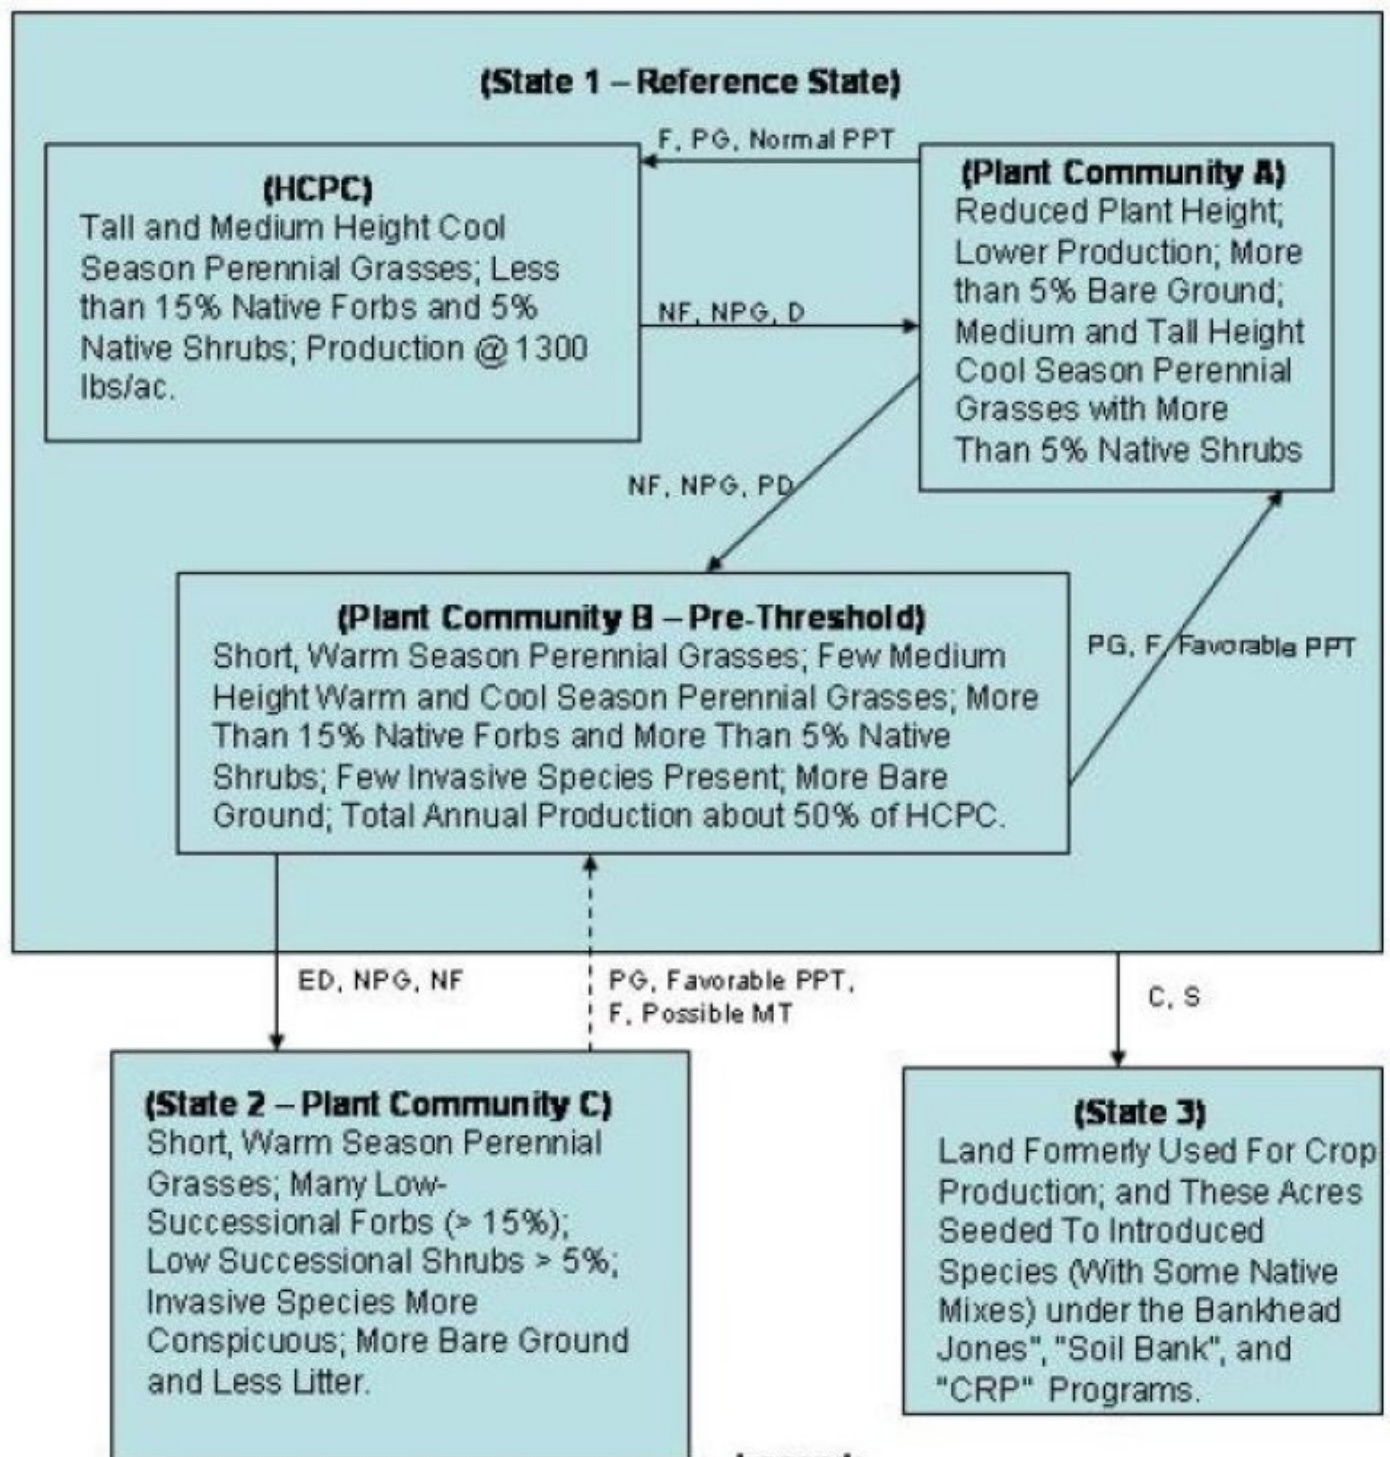 (State 1 – Reference State)
F, PG, Normal PPT
(HCPC)
Tall and Medium Height Cool
Season Perennial Grasses; Less
than 15% Native Forbs and 5%
Native Shrubs; Production @ 1300
lbs/ac.
(Plant Community A)
Reduced Plant Height;
Lower Production; More
than 5% Bare Ground;
Medium and Tall Height
Cool Season Perennial
Grasses with More
Than 5% Native Shrubs
NF, NPG, D
NF, NPG, PD
(Plant Community B – Pre-Threshold)
Short, Warm Season Perennial Grasses; Few Medium
Height Warm and Cool Season Perennial Grasses; More
Than 15% Native Forbs and More Than 5% Native
Shrubs; Few Invasive Species Present; More Bare
Ground; Total Annual Production about 50% of HCPC.
PG, F, Favorable PPT
ED, NPG, NF
PG, Favorable PPT,
F, Possible MT
C, S
(State 2 – Plant Community C)
Short, Warm Season Perennial
Grasses; Many Low-
Successional Forbs (> 15%);
Low Successional Shrubs > 5%;
Invasive Species More
Conspicuous; More Bare Ground
and Less Litter.
(State 3)
Land Formerly Used For Crop
Production; and These Acres
Seeded To Introduced
Species (With Some Native
Mixes) under the Bankhead
Jones", "Soil Bank", and
"CRP" Programs.